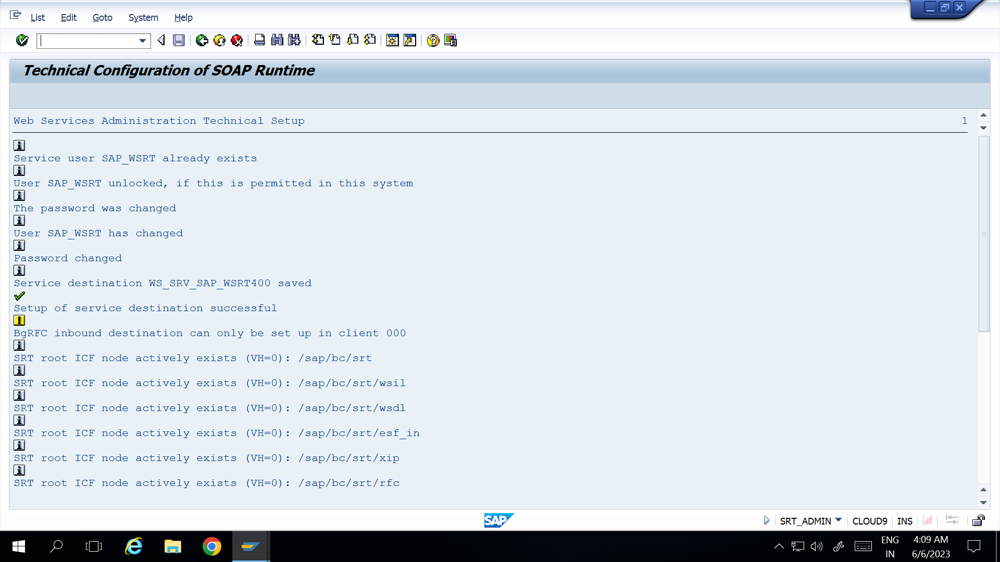 List Edit Goto System Help
Technical Configuration of SOAP Runtime
Web Services Administration Technical Setup 1
Service user SAP_WSRT already exists
User SAP_WSRT unlocked, if this is permitted in this system
The password was changed
User SAP_WSRT has changed
Password changed
Service destination WS_SRV_SAP_WSRT400 saved
Setup of service destination successful
BgRFC inbound destination can only be set up in client 000
SRT root ICF node actively exists (VH=0): /sap/bc/srt
SRT root ICF node actively exists (VH=0): /sap/bc/srt/wsil
SRT root ICF node actively exists (VH=0): /sap/bc/srt/wsdl
SRT root ICF node actively exists (VH=0): /sap/bc/srt/esf_in
SRT root ICF node actively exists (VH=0): /sap/bc/srt/xip
SRT root ICF node actively exists (VH=0): /sap/bc/srt/rfc
SAP SRT_ADMIN CLOUD9 INS
ENG 4:09 AM
IN 6/6/2023